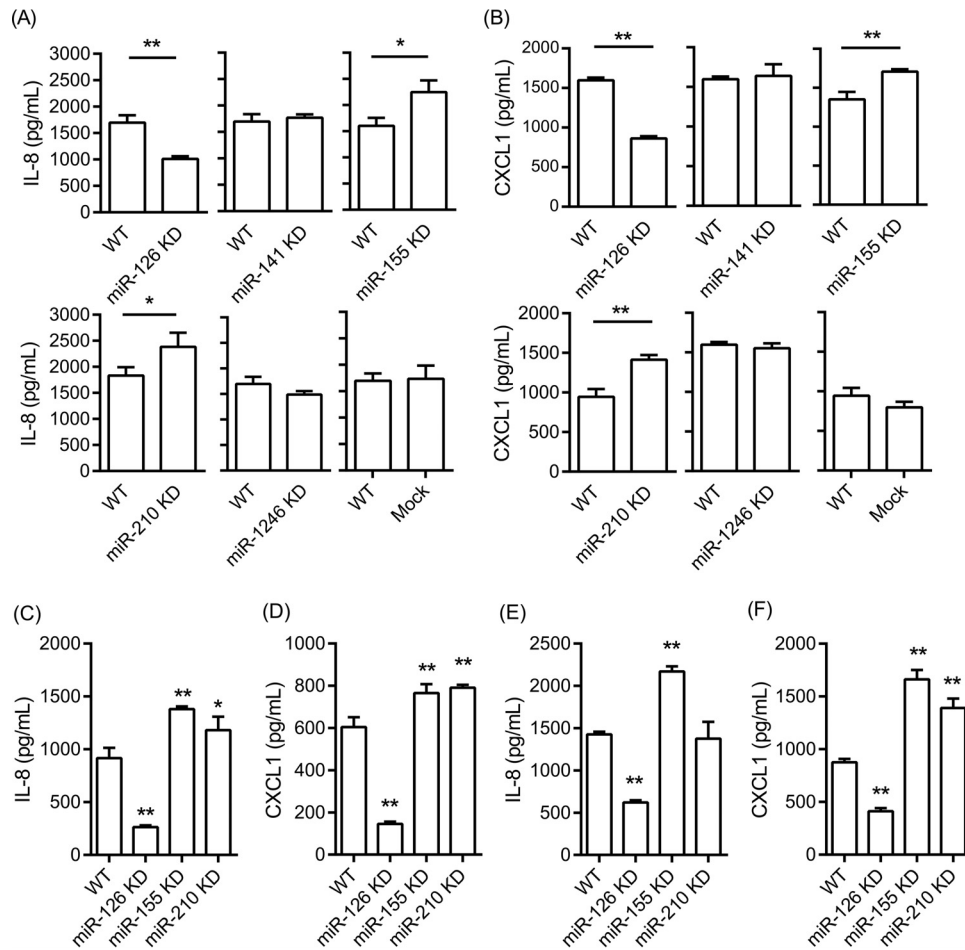 (A)
IL-8 (pg/mL)
3000
2500
2000
1500
1000
500
0
**
WT
miR-126 KD
WT
miR-141 KD
*
WT
miR-155 KD
IL-8 (pg/mL)
3000
2500
2000
1500
1000
500
0
*
WT
miR-210 KD
WT
miR-1246 KD
WT
Mock
(B)
CXCL1 (pg/mL)
2000
1500
1000
500
0
**
WT
miR-126 KD
WT
miR-141 KD
**
WT
miR-155 KD
CXCL1 (pg/mL)
2000
1500
1000
500
0
**
WT
miR-210 KD
WT
miR-1246 KD
WT
Mock
(C)
IL-8 (pg/mL)
2000
1500
1000
500
0
**
**
*
WT
miR-126 KD
miR-155 KD
miR-210 KD
(D)
CXCL1 (pg/mL)
1000
800
600
400
200
0
**
**
**
WT
miR-126 KD
miR-155 KD
miR-210 KD
(E)
IL-8 (pg/mL)
2500
2000
1500
1000
500
0
**
**
WT
miR-126 KD
miR-155 KD
miR-210 KD
(F)
CXCL1 (pg/mL)
2000
1500
1000
500
0
**
**
**
WT
miR-126 KD
miR-155 KD
miR-210 KD